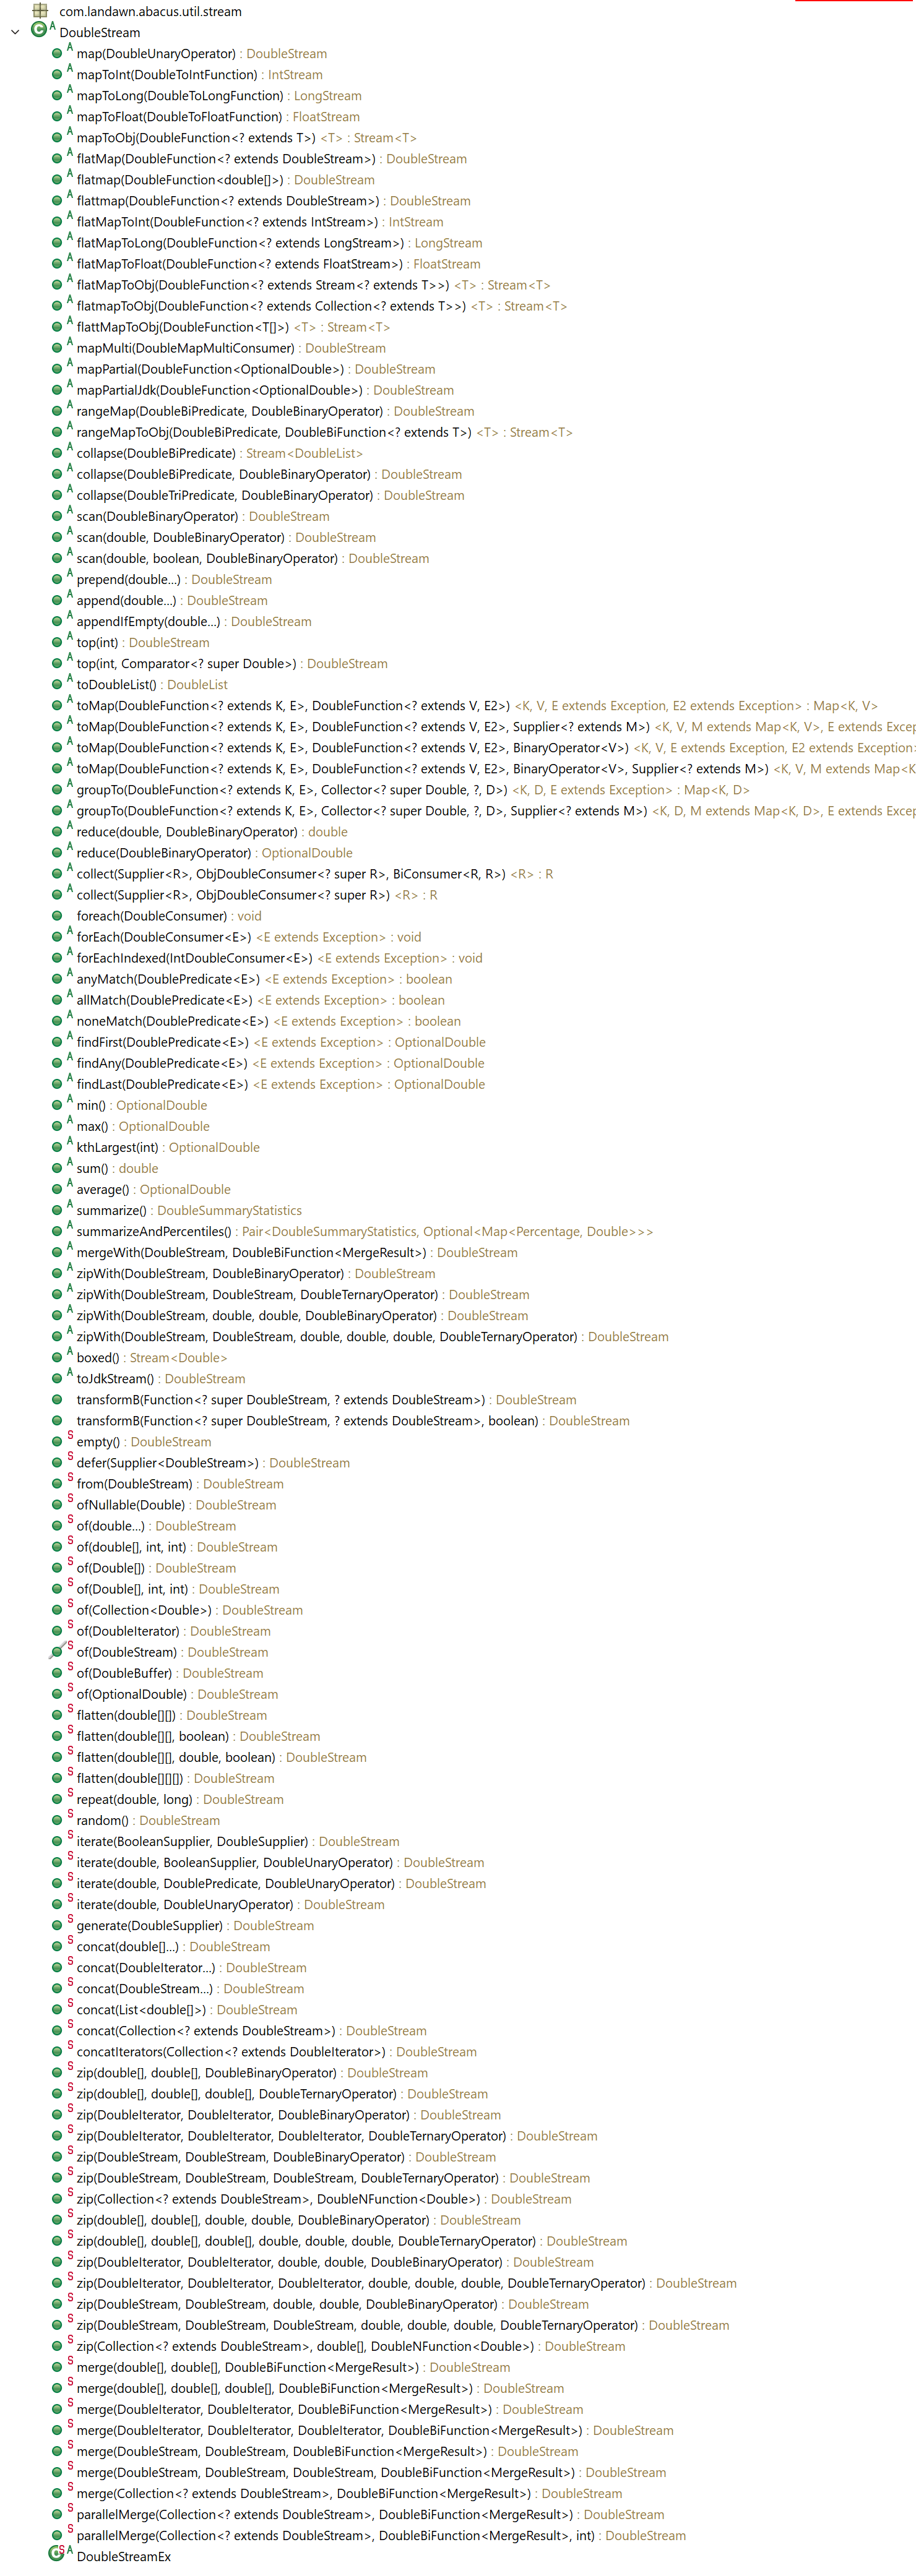 com.landawn.abacus.util.stream
DoubleStream
map(DoubleUnaryOperator) : DoubleStream
mapToInt(DoubleToIntFunction) : IntStream
mapToLong(DoubleToLongFunction) : LongStream
mapToFloat(DoubleToFloatFunction) : FloatStream
mapToObj(DoubleFunction<? extends T>) <T> : Stream<T>
flatMap(DoubleFunction<? extends DoubleStream>) : DoubleStream
flatmap(DoubleFunction<double[]>) : DoubleStream
flattmap(DoubleFunction<? extends DoubleStream>) : DoubleStream
flatMapToInt(DoubleFunction<? extends IntStream>) : IntStream
flatMapToLong(DoubleFunction<? extends LongStream>) : LongStream
flatMapToFloat(DoubleFunction<? extends FloatStream>) : FloatStream
flatMapToObj(DoubleFunction<? extends Stream<? extends T>>) <T> : Stream<T>
flatmapToObj(DoubleFunction<? extends Collection<? extends T>>) <T> : Stream<T>
flattMapToObj(DoubleFunction<T[]>) <T> : Stream<T>
mapMulti(DoubleMapMultiConsumer) : DoubleStream
mapPartial(DoubleFunction<OptionalDouble>) : DoubleStream
mapPartialJdk(DoubleFunction<OptionalDouble>) : DoubleStream
rangeMap(DoubleBiPredicate, DoubleBinaryOperator) : DoubleStream
rangeMapToObj(DoubleBiPredicate, DoubleBiFunction<? extends T>) <T> : Stream<T>
collapse(DoubleBiPredicate) : Stream<DoubleList>
collapse(DoubleBiPredicate, DoubleBinaryOperator) : DoubleStream
collapse(DoubleTriPredicate, DoubleBinaryOperator) : DoubleStream
scan(DoubleBinaryOperator) : DoubleStream
scan(double, DoubleBinaryOperator) : DoubleStream
scan(double, boolean, DoubleBinaryOperator) : DoubleStream
prepend(double...) : DoubleStream
append(double...) : DoubleStream
appendIfEmpty(double...) : DoubleStream
top(int) : DoubleStream
top(int, Comparator<? super Double>) : DoubleStream
toDoubleList() : DoubleList
toMap(DoubleFunction<? extends K, E>, DoubleFunction<? extends V, E2>) <K, V, E extends Exception, E2 extends Exception> : Map<K, V>
toMap(DoubleFunction<? extends K, E>, DoubleFunction<? extends V, E2>, Supplier<? extends M>) <K, V, M extends Map<K, V>, E extends Excep
toMap(DoubleFunction<? extends K, E>, DoubleFunction<? extends V, E2>, BinaryOperator<V>) <K, V, E extends Exception, E2 extends Exception>
toMap(DoubleFunction<? extends K, E>, DoubleFunction<? extends V, E2>, BinaryOperator<V>, Supplier<? extends M>) <K, V, M extends Map<K
groupTo(DoubleFunction<? extends K, E>, Collector<? super Double, ?, D>) <K, D, E extends Exception> : Map<K, D>
groupTo(DoubleFunction<? extends K, E>, Collector<? super Double, ?, D>, Supplier<? extends M>) <K, D, M extends Map<K, D>, E extends Excep
reduce(double, DoubleBinaryOperator) : double
reduce(DoubleBinaryOperator) : OptionalDouble
collect(Supplier<R>, ObjDoubleConsumer<? super R>, BiConsumer<R, R>) <R> : R
collect(Supplier<R>, ObjDoubleConsumer<? super R>) <R> : R
foreach(DoubleConsumer) : void
forEach(DoubleConsumer<E>) <E extends Exception> : void
forEachIndexed(IntDoubleConsumer<E>) <E extends Exception> : void
anyMatch(DoublePredicate<E>) <E extends Exception> : boolean
allMatch(DoublePredicate<E>) <E extends Exception> : boolean
noneMatch(DoublePredicate<E>) <E extends Exception> : boolean
findFirst(DoublePredicate<E>) <E extends Exception> : OptionalDouble
findAny(DoublePredicate<E>) <E extends Exception> : OptionalDouble
findLast(DoublePredicate<E>) <E extends Exception> : OptionalDouble
min() : OptionalDouble
max() : OptionalDouble
kthLargest(int) : OptionalDouble
sum() : double
average() : OptionalDouble
summarize() : DoubleSummaryStatistics
summarizeAndPercentiles() : Pair<DoubleSummaryStatistics, Optional<Map<Percentage, Double>>>
mergeWith(DoubleStream, DoubleBiFunction<MergeResult>) : DoubleStream
zipWith(DoubleStream, DoubleBinaryOperator) : DoubleStream
zipWith(DoubleStream, DoubleStream, DoubleTernaryOperator) : DoubleStream
zipWith(DoubleStream, double, double, DoubleBinaryOperator) : DoubleStream
zipWith(DoubleStream, DoubleStream, double, double, double, DoubleTernaryOperator) : DoubleStream
boxed() : Stream<Double>
toJdkStream() : DoubleStream
transformB(Function<? super DoubleStream, ? extends DoubleStream>) : DoubleStream
transformB(Function<? super DoubleStream, ? extends DoubleStream>, boolean) : DoubleStream
empty() : DoubleStream
defer(Supplier<DoubleStream>) : DoubleStream
from(DoubleStream) : DoubleStream
ofNullable(Double) : DoubleStream
of(double...) : DoubleStream
of(double[], int, int) : DoubleStream
of(Double[]) : DoubleStream
of(Double[], int, int) : DoubleStream
of(Collection<Double>) : DoubleStream
of(DoubleIterator) : DoubleStream
of(DoubleStream) : DoubleStream
of(DoubleBuffer) : DoubleStream
of(OptionalDouble) : DoubleStream
flatten(double[][]) : DoubleStream
flatten(double[][], boolean) : DoubleStream
flatten(double[][], double, boolean) : DoubleStream
flatten(double[][][]) : DoubleStream
repeat(double, long) : DoubleStream
random() : DoubleStream
iterate(BooleanSupplier, DoubleSupplier) : DoubleStream
iterate(double, BooleanSupplier, DoubleUnaryOperator) : DoubleStream
iterate(double, DoublePredicate, DoubleUnaryOperator) : DoubleStream
iterate(double, DoubleUnaryOperator) : DoubleStream
generate(DoubleSupplier) : DoubleStream
concat(double[]...) : DoubleStream
concat(DoubleIterator...) : DoubleStream
concat(DoubleStream...) : DoubleStream
concat(List<double[]>) : DoubleStream
concat(Collection<? extends DoubleStream>) : DoubleStream
concatIterators(Collection<? extends DoubleIterator>) : DoubleStream
zip(double[], double[], DoubleBinaryOperator) : DoubleStream
zip(double[], double[], double[], DoubleTernaryOperator) : DoubleStream
zip(DoubleIterator, DoubleIterator, DoubleBinaryOperator) : DoubleStream
zip(DoubleIterator, DoubleIterator, DoubleIterator, DoubleTernaryOperator) : DoubleStream
zip(DoubleStream, DoubleStream, DoubleBinaryOperator) : DoubleStream
zip(DoubleStream, DoubleStream, DoubleStream, DoubleTernaryOperator) : DoubleStream
zip(Collection<? extends DoubleStream>, DoubleNFunction<Double>) : DoubleStream
zip(double[], double[], double, double, DoubleBinaryOperator) : DoubleStream
zip(double[], double[], double[], double, double, double, DoubleTernaryOperator) : DoubleStream
zip(DoubleIterator, DoubleIterator, double, double, DoubleBinaryOperator) : DoubleStream
zip(DoubleIterator, DoubleIterator, DoubleIterator, double, double, double, DoubleTernaryOperator) : DoubleStream
zip(DoubleStream, DoubleStream, double, double, DoubleBinaryOperator) : DoubleStream
zip(DoubleStream, DoubleStream, DoubleStream, double, double, double, DoubleTernaryOperator) : DoubleStream
zip(Collection<? extends DoubleStream>, double[], DoubleNFunction<Double>) : DoubleStream
merge(double[], double[], DoubleBiFunction<MergeResult>) : DoubleStream
merge(double[], double[], double[], DoubleBiFunction<MergeResult>) : DoubleStream
merge(DoubleIterator, DoubleIterator, DoubleBiFunction<MergeResult>) : DoubleStream
merge(DoubleIterator, DoubleIterator, DoubleIterator, DoubleBiFunction<MergeResult>) : DoubleStream
merge(DoubleStream, DoubleStream, DoubleBiFunction<MergeResult>) : DoubleStream
merge(DoubleStream, DoubleStream, DoubleStream, DoubleBiFunction<MergeResult>) : DoubleStream
merge(Collection<? extends DoubleStream>, DoubleBiFunction<MergeResult>) : DoubleStream
parallelMerge(Collection<? extends DoubleStream>, DoubleBiFunction<MergeResult>) : DoubleStream
parallelMerge(Collection<? extends DoubleStream>, DoubleBiFunction<MergeResult>, int) : DoubleStream
DoubleStreamEx